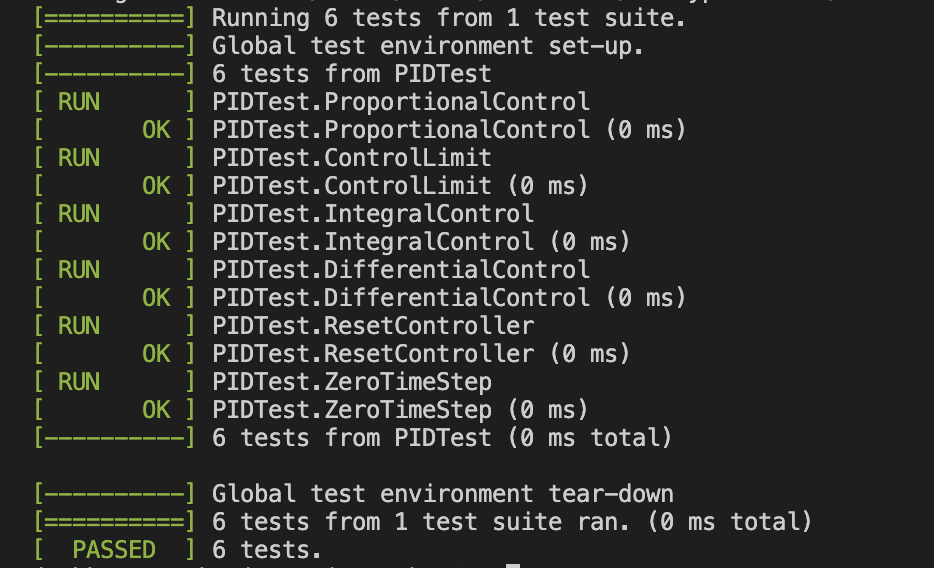 [==========] Running 6 tests from 1 test suite.
[----------] Global test environment set-up.
[----------] 6 tests from PIDTest
[ RUN      ] PIDTest.ProportionalControl
[       OK ] PIDTest.ProportionalControl (0 ms)
[ RUN      ] PIDTest.ControlLimit
[       OK ] PIDTest.ControlLimit (0 ms)
[ RUN      ] PIDTest.IntegralControl
[       OK ] PIDTest.IntegralControl (0 ms)
[ RUN      ] PIDTest.DifferentialControl
[       OK ] PIDTest.DifferentialControl (0 ms)
[ RUN      ] PIDTest.ResetController
[       OK ] PIDTest.ResetController (0 ms)
[ RUN      ] PIDTest.ZeroTimeStep
[       OK ] PIDTest.ZeroTimeStep (0 ms)
[----------] 6 tests from PIDTest (0 ms total)
[----------] Global test environment tear-down
[==========] 6 tests from 1 test suite ran. (0 ms total)
[  PASSED  ] 6 tests.